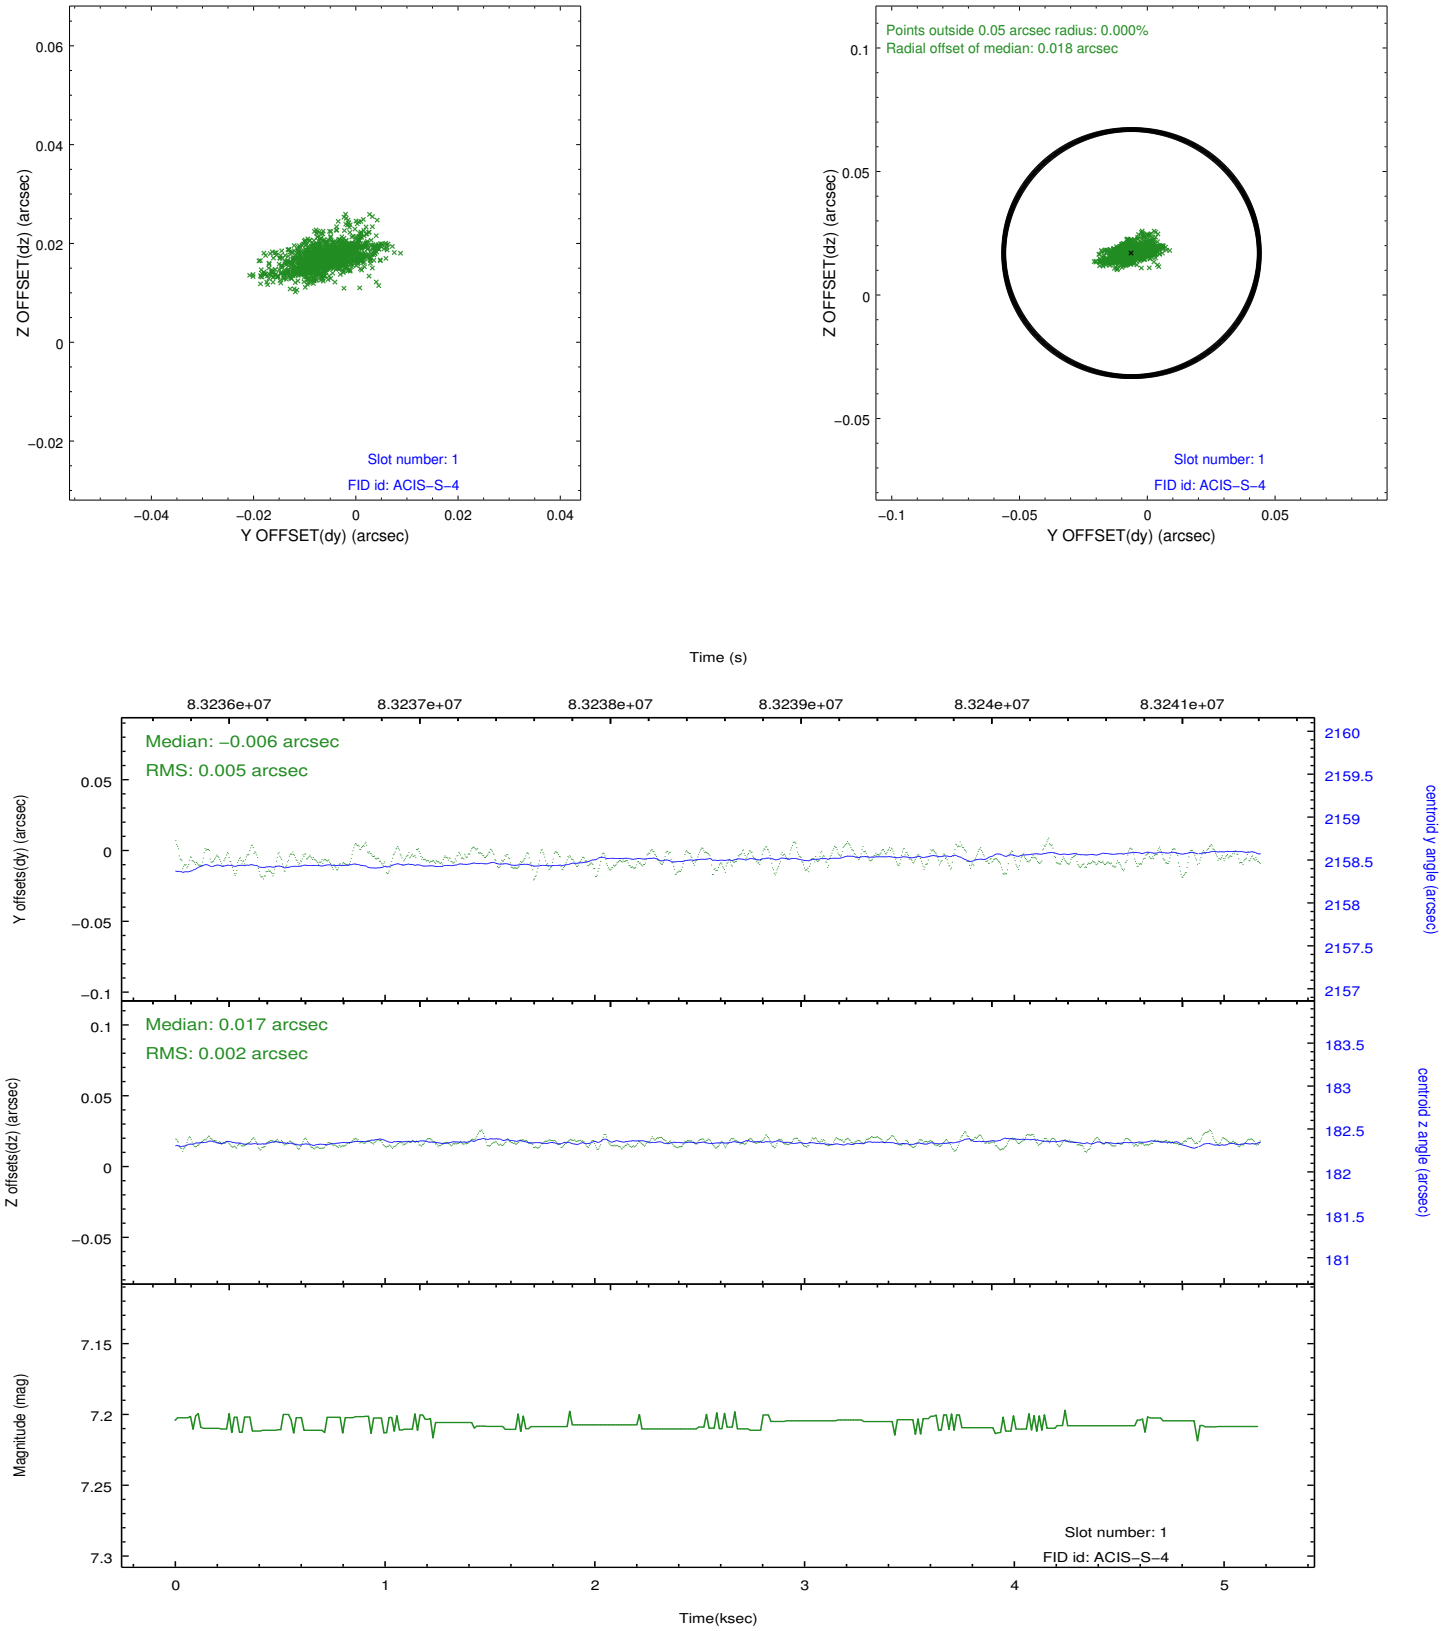 0.06
0.04
0.02
0
−0.02
Z OFFSET(dz) (arcsec)
Slot number: 1
FID id: ACIS−S−4
−0.04
−0.02
0
0.02
0.04
Y OFFSET(dy) (arcsec)
Points outside 0.05 arcsec radius: 0.000%
Radial offset of median: 0.018 arcsec
0.1
0.05
0
−0.05
Z OFFSET(dz) (arcsec)
Slot number: 1
FID id: ACIS−S−4
−0.1
−0.05
0
0.05
Y OFFSET(dy) (arcsec)
Time (s)
8.3236e+07
8.3237e+07
8.3238e+07
8.3239e+07
8.324e+07
8.3241e+07
Median: −0.006 arcsec
RMS: 0.005 arcsec
0.05
0
−0.05
−0.1
Y offsets(dy) (arcsec)
2160
2159.5
2159
2158.5
2158
2157.5
2157
centroid y angle (arcsec)
Median: 0.017 arcsec
RMS: 0.002 arcsec
0.1
0.05
0
−0.05
Z offsets(dz) (arcsec)
183.5
183
182.5
182
181.5
181
centroid z angle (arcsec)
7.15
7.2
7.25
7.3
Magnitude (mag)
Slot number: 1
FID id: ACIS−S−4
0
1
2
3
4
5
Time(ksec)